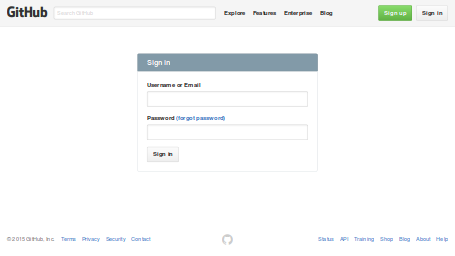 GitHub Search GitHub Explore Features Enterprise Blog Sign up Sign in
Sign in
Username or Email
Password (forgot password)
Sign in
© 2015 GitHub, Inc. Terms Privacy Security Contact Status API Training Shop Blog About Help